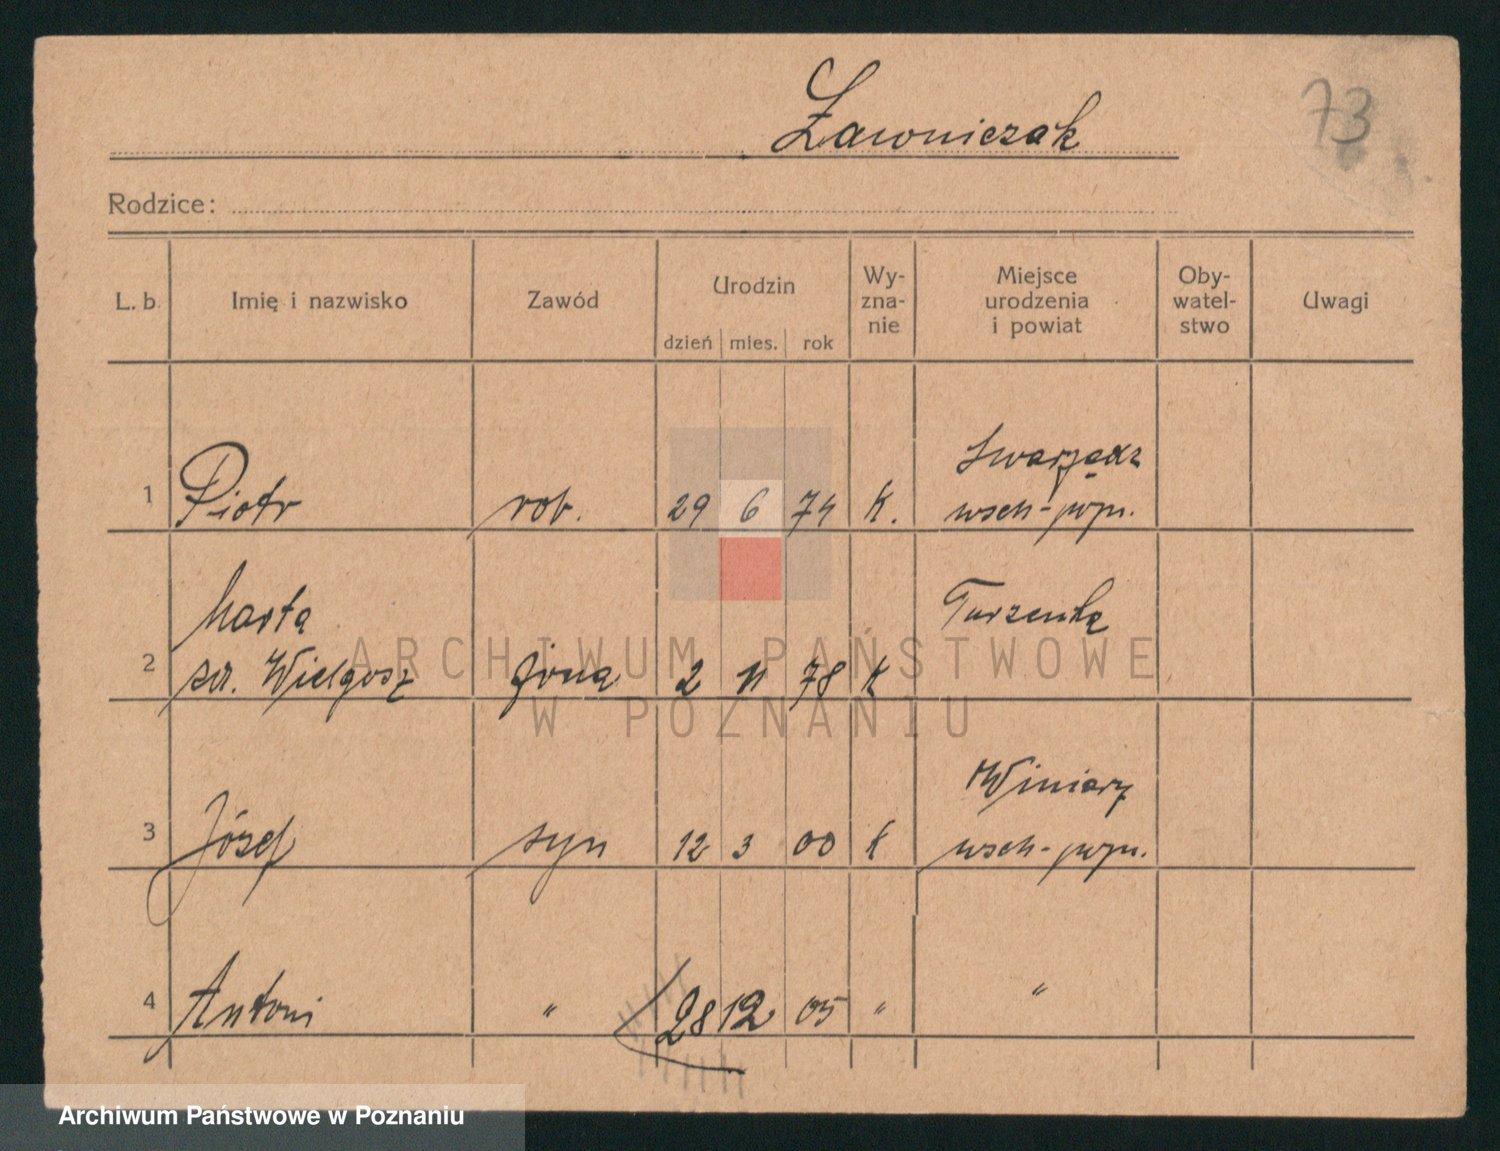 Ławniczak
73
Rodzice:
L. b. Imię i nazwisko Zawód Urodzin dzień mies. rok Wy-zna-nie Miejsce urodzenia i powiat Oby-watel-stwo Uwagi
Swarzędz
1 Piotr rob. 29 6 74 K. wsch-pozn.
Marta
2 Wielgosz żona 2 11 78 K
ARCHIWUM PAŃSTWOWE
W POZNANIU
Winiary
3 Józef syn 12 3 00 K wsch-pozn.
4 Antoni " 28 12 05 " "
Archiwum Państwowe w Poznaniu